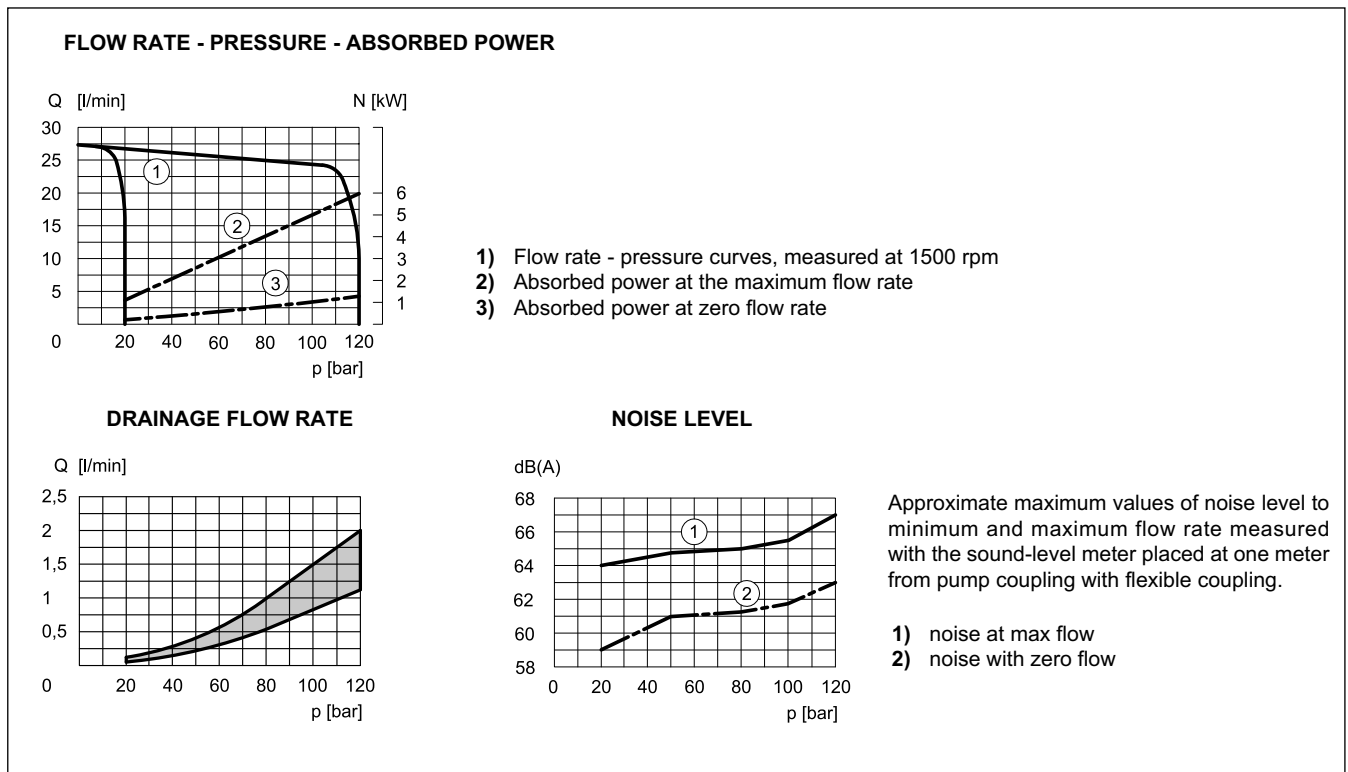 FLOW RATE - PRESSURE - ABSORBED POWER
Q [l/min]
N [kW]
30
25
20
15
10
5
0
6
5
4
3
2
1
1
2
3
20 40 60 80 100 120
p [bar]
1) Flow rate - pressure curves, measured at 1500 rpm
2) Absorbed power at the maximum flow rate
3) Absorbed power at zero flow rate
DRAINAGE FLOW RATE
Q [l/min]
2,5
2
1,5
1
0,5
0 20 40 60 80 100 120
p [bar]
NOISE LEVEL
dB(A)
68
66
64
62
60
58
1
2
0 20 40 60 80 100 120
p [bar]
Approximate maximum values of noise level to
minimum and maximum flow rate measured
with the sound-level meter placed at one meter
from pump coupling with flexible coupling.
1) noise at max flow
2) noise with zero flow